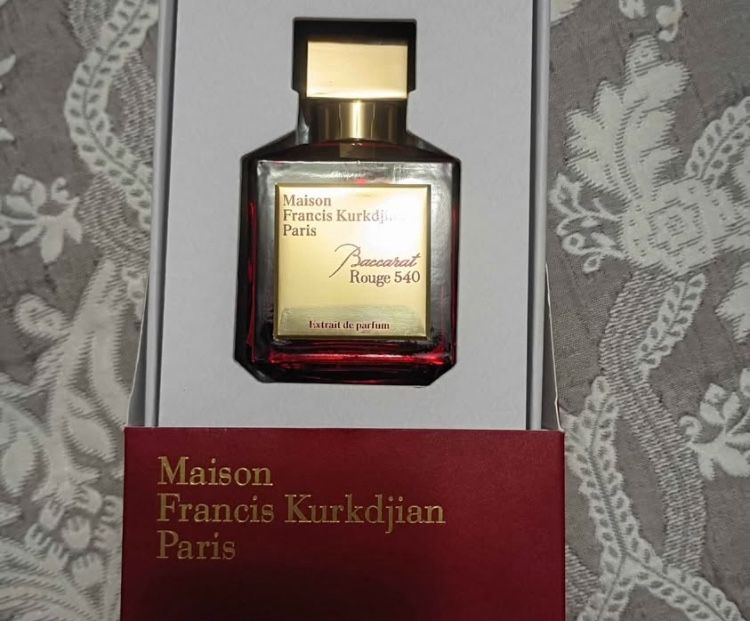 Maison
Francis Kurkdjian
Paris
Baccarat
Rouge 540
Extrait de parfum
Maison
Francis Kurkdjian
Paris